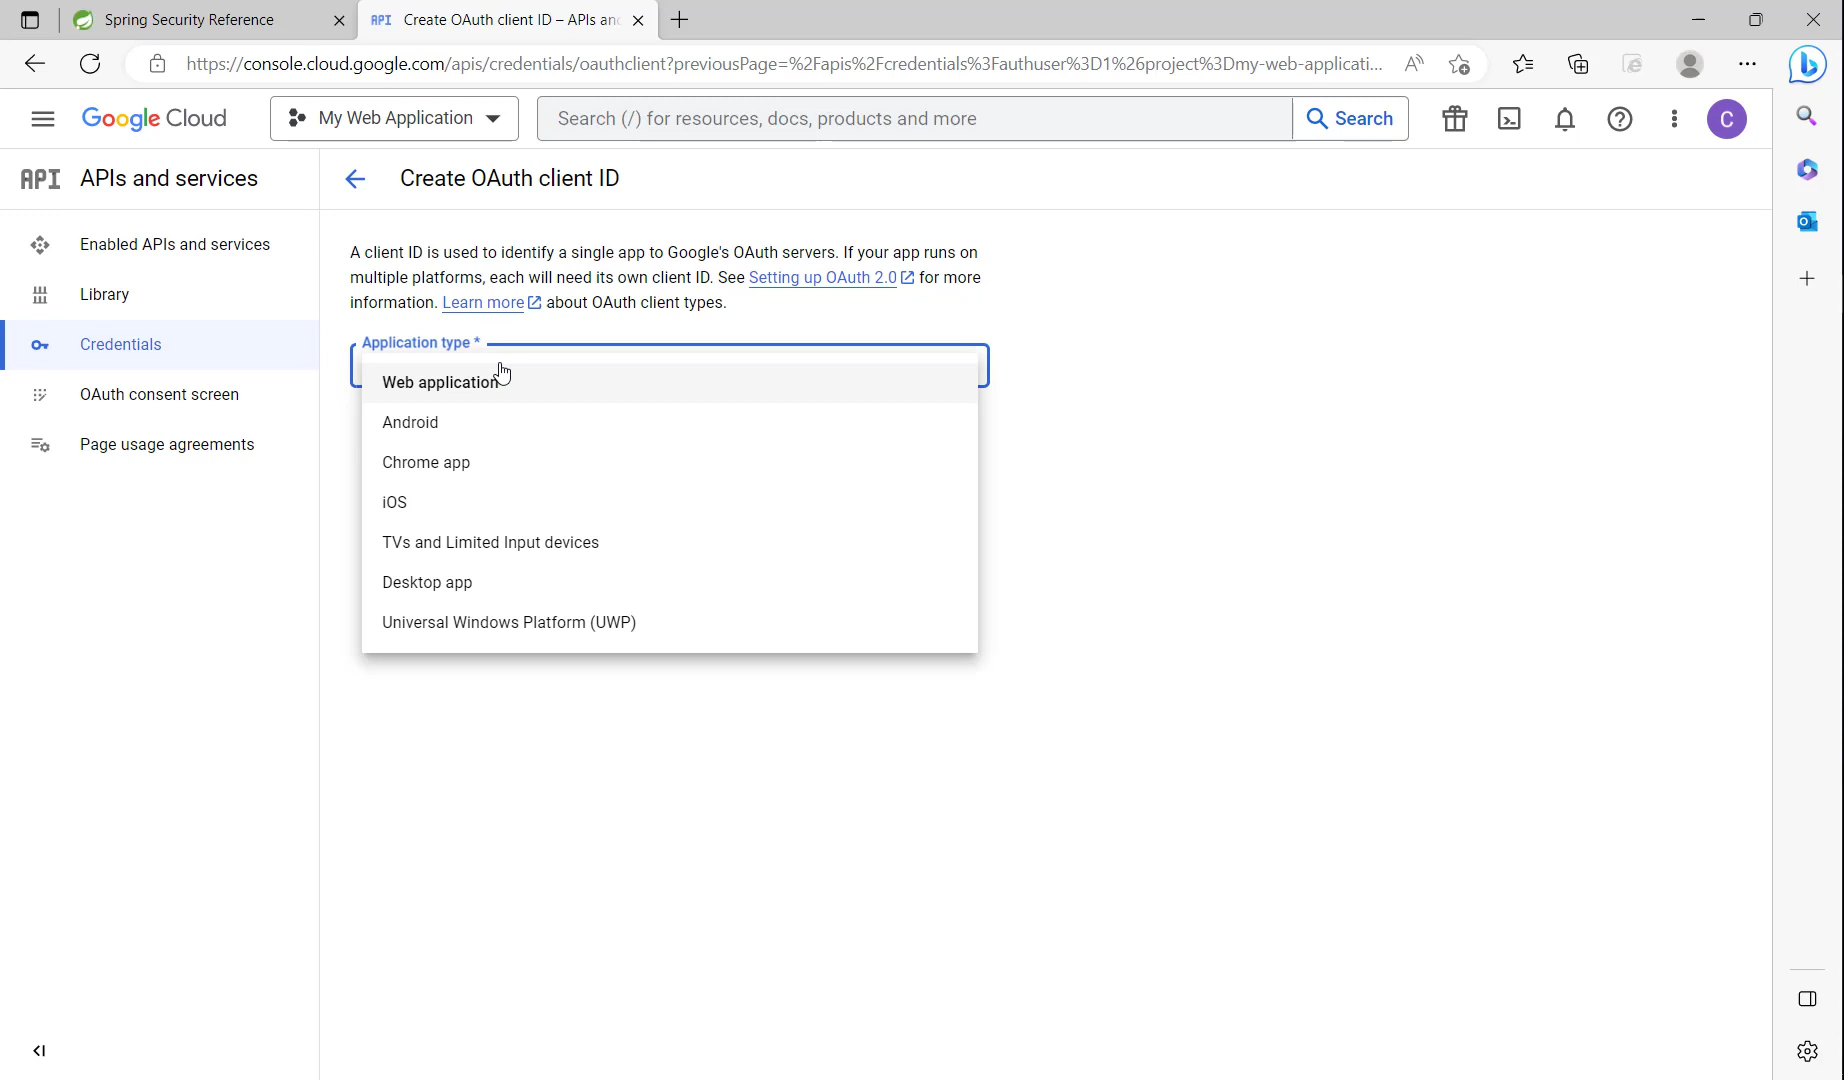 Spring Security Reference
API Create OAuth client ID – APIs an
https://console.cloud.google.com/apis/credentials/oauthclient?previousPage=%2Fapis%2Fcredentials%3Fauthuser%3D1%26project%3Dmy-web-applicati...
Google Cloud
My Web Application
Search (/) for resources, docs, products and more
Search
C
API APIs and services
Create OAuth client ID
Enabled APIs and services
Library
Credentials
OAuth consent screen
Page usage agreements
A client ID is used to identify a single app to Google's OAuth servers. If your app runs on
multiple platforms, each will need its own client ID. See Setting up OAuth 2.0 for more
information. Learn more about OAuth client types.
Application type *
Web application
Android
Chrome app
iOS
TVs and Limited Input devices
Desktop app
Universal Windows Platform (UWP)